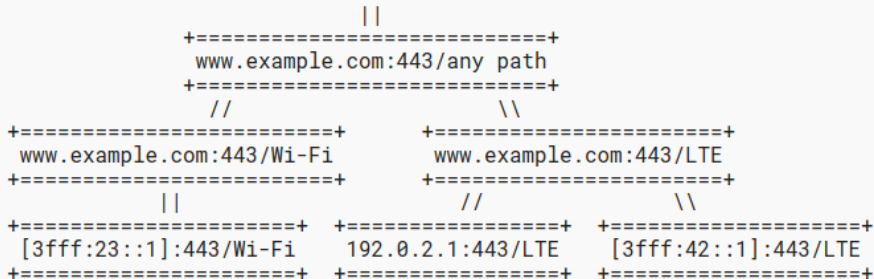 ||
+============================+
www.example.com:443/any path
+============================+
// \\
+=========================+ +=======================+
www.example.com:443/Wi-Fi www.example.com:443/LTE
+=========================+ +=======================+
|| // \\
+======================+ +=================+ +====================+
[3fff:23::1]:443/Wi-Fi 192.0.2.1:443/LTE [3fff:42::1]:443/LTE
+======================+ +=================+ +====================+